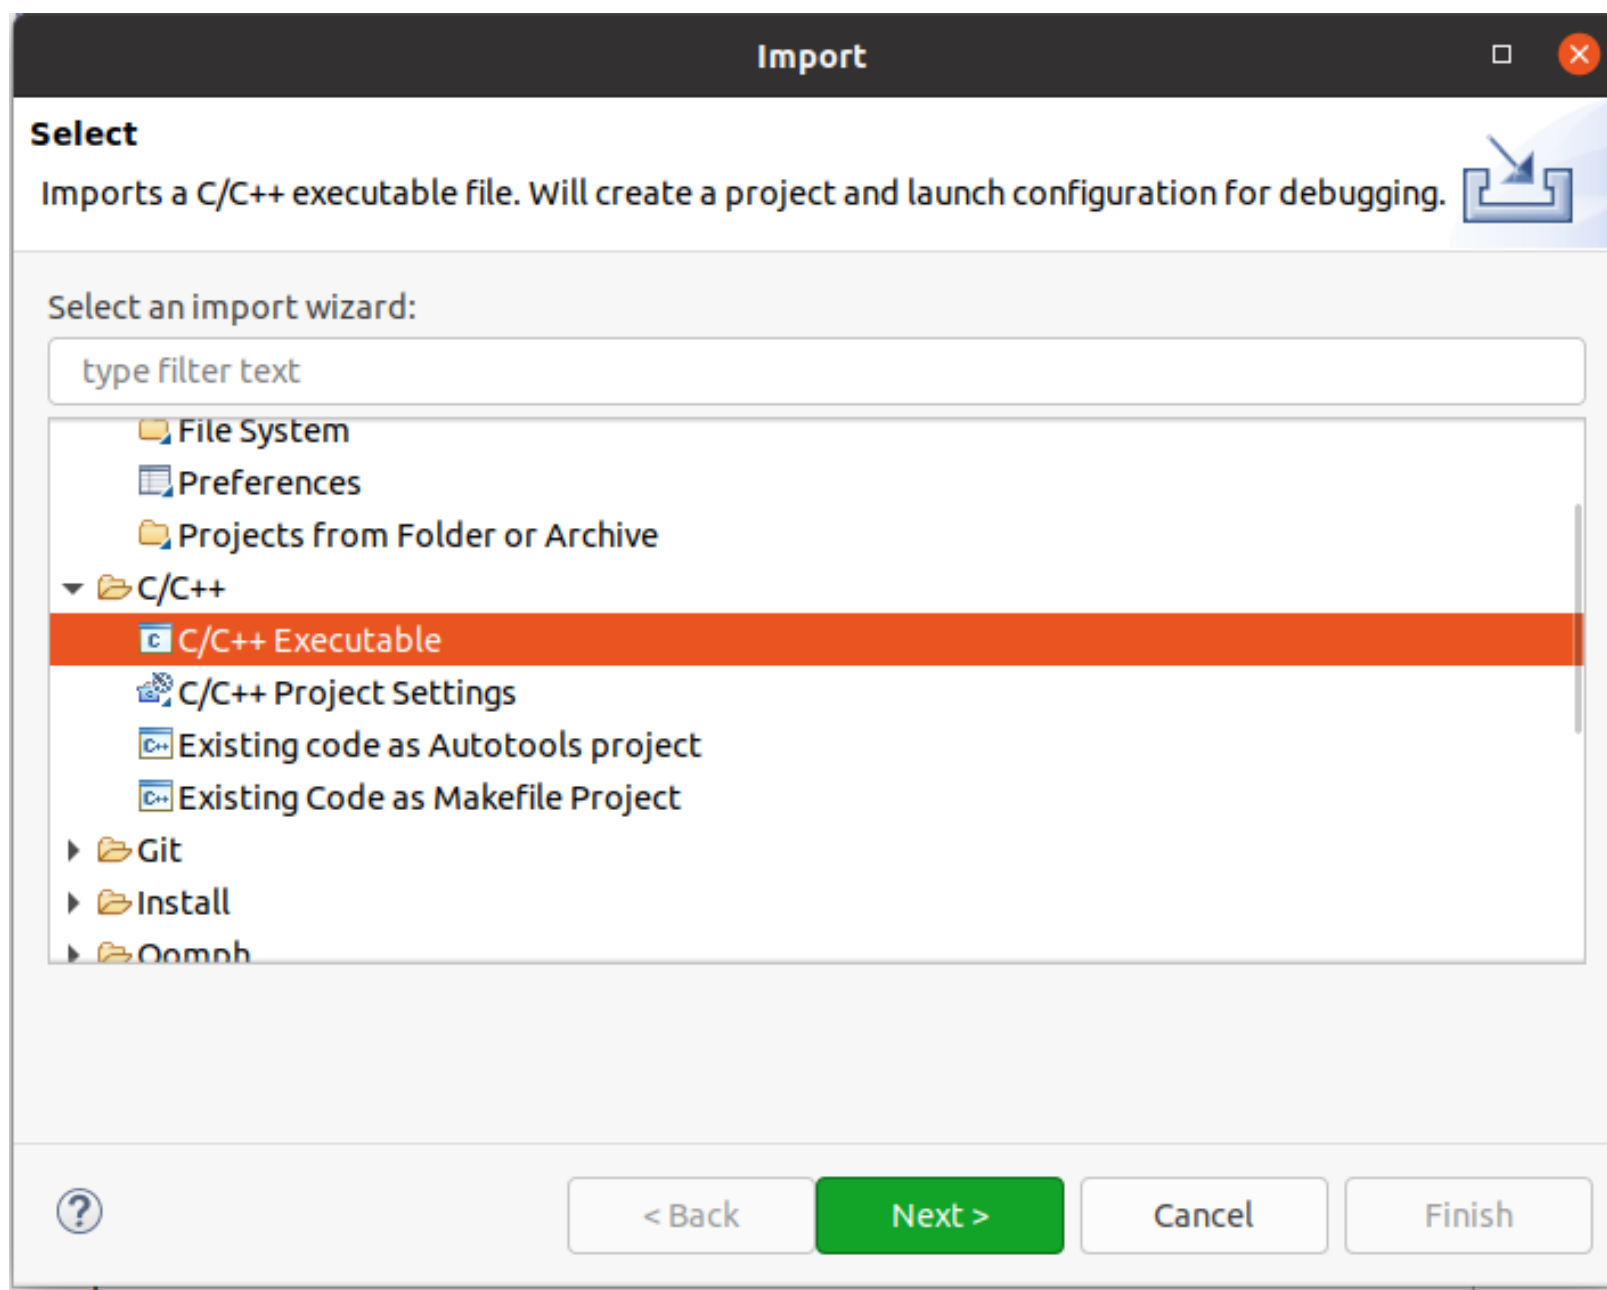 Import
Select
Imports a C/C++ executable file. Will create a project and launch configuration for debugging.
Select an import wizard:
type filter text
File System
Preferences
Projects from Folder or Archive
C/C++
C/C++ Executable
C/C++ Project Settings
Existing code as Autotools project
Existing Code as Makefile Project
Git
Install
Oomph
< Back
Next >
Cancel
Finish